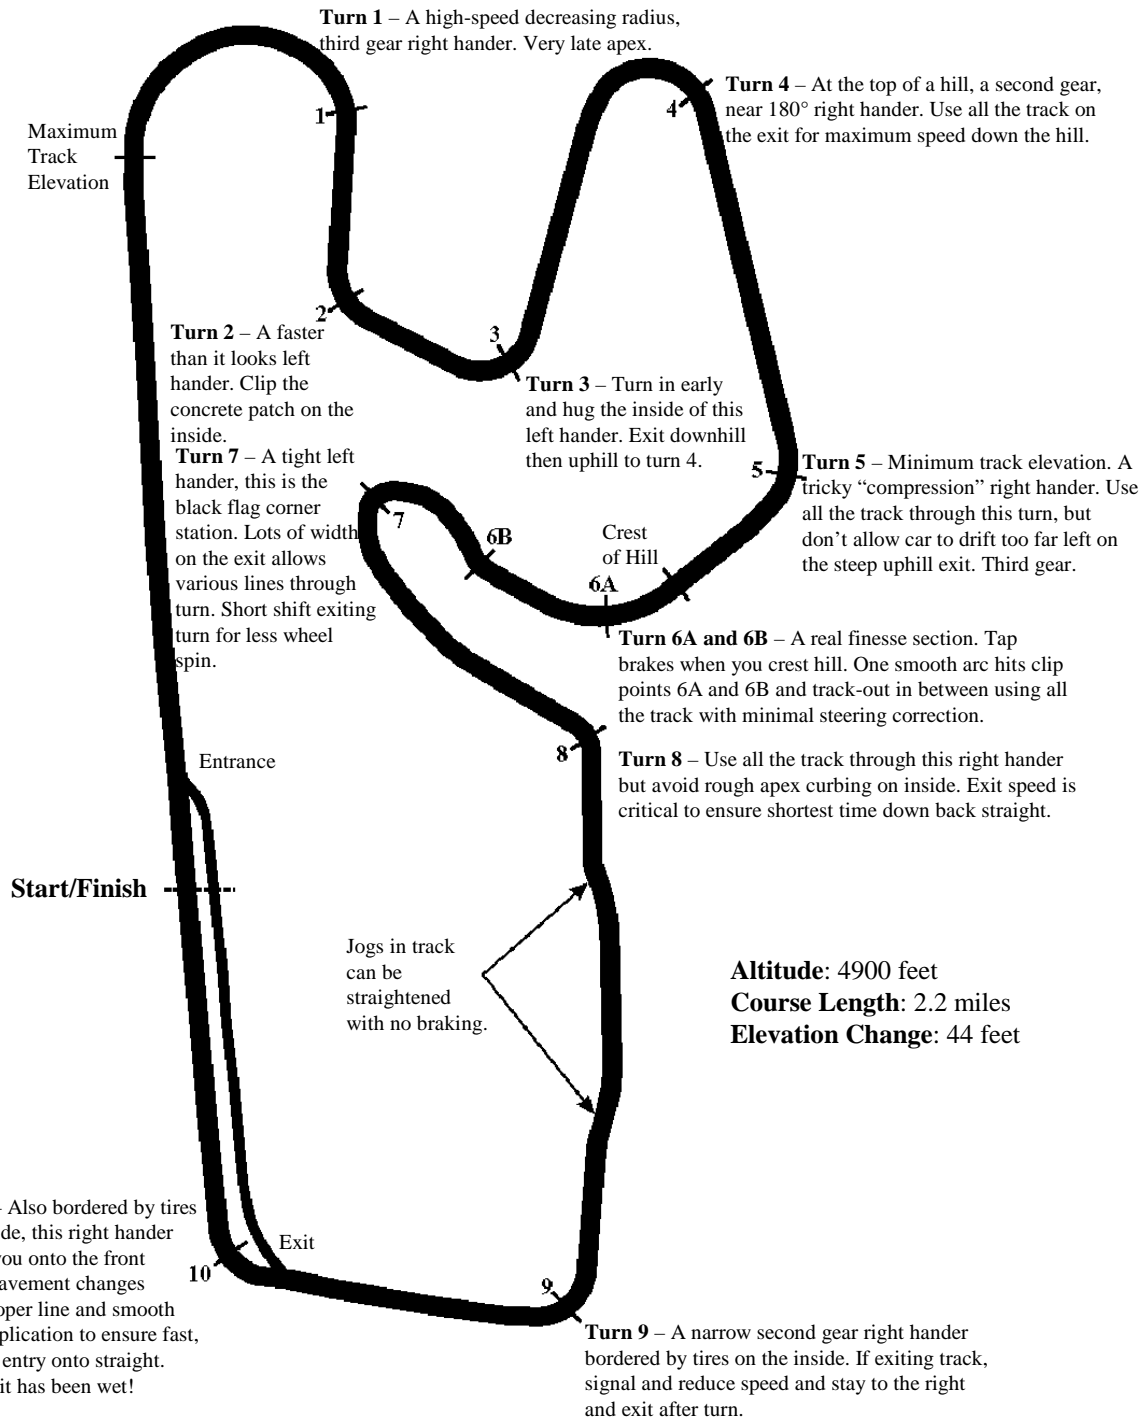 Turn 1 – A high-speed decreasing radius,
third gear right hander. Very late apex.
1
4
Turn 4 – At the top of a hill, a second gear,
near 180° right hander. Use all the track on
the exit for maximum speed down the hill.
Maximum
Track
Elevation
2
Turn 2 – A faster
than it looks left
hander. Clip the
concrete patch on the
inside.
3
Turn 3 – Turn in early
and hug the inside of this
left hander. Exit downhill
then uphill to turn 4.
Turn 7 – A tight left
hander, this is the
black flag corner
station. Lots of width
on the exit allows
various lines through
turn. Short shift exiting
turn for less wheel
spin.
7
6B
Crest
of Hill
6A
5
Turn 5 – Minimum track elevation. A
tricky “compression” right hander. Use
all the track through this turn, but
don’t allow car to drift too far left on
the steep uphill exit. Third gear.
Turn 6A and 6B – A real finesse section. Tap
brakes when you crest hill. One smooth arc hits clip
points 6A and 6B and track-out in between using all
the track with minimal steering correction.
8
Turn 8 – Use all the track through this right hander
but avoid rough apex curbing on inside. Exit speed is
critical to ensure shortest time down back straight.
Entrance
Start/Finish
Jogs in track
can be
straightened
with no braking.
Altitude: 4900 feet
Course Length: 2.2 miles
Elevation Change: 44 feet
– Also bordered by tires
de, this right hander
you onto the front
avement changes
oper line and smooth
plication to ensure fast,
entry onto straight.
it has been wet!
10
Exit
9
Turn 9 – A narrow second gear right hander
bordered by tires on the inside. If exiting track,
signal and reduce speed and stay to the right
and exit after turn.